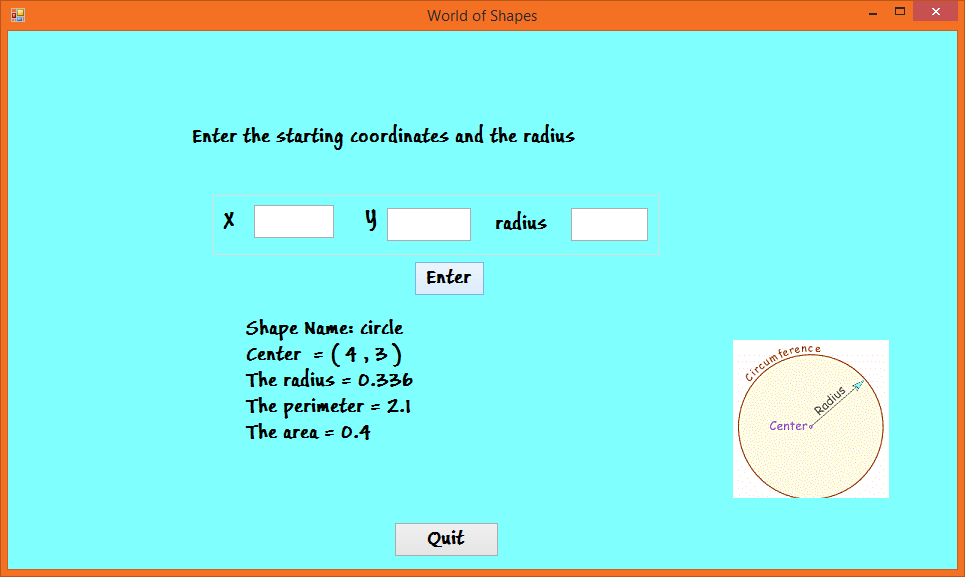 World of Shapes
Enter the starting coordinates and the radius
X y radius
Enter
Shape Name: circle
Center = ( 4 , 3 )
The radius = 0.336
The perimeter = 2.1
The area = 0.4
Circumference
Radius
Center
Quit